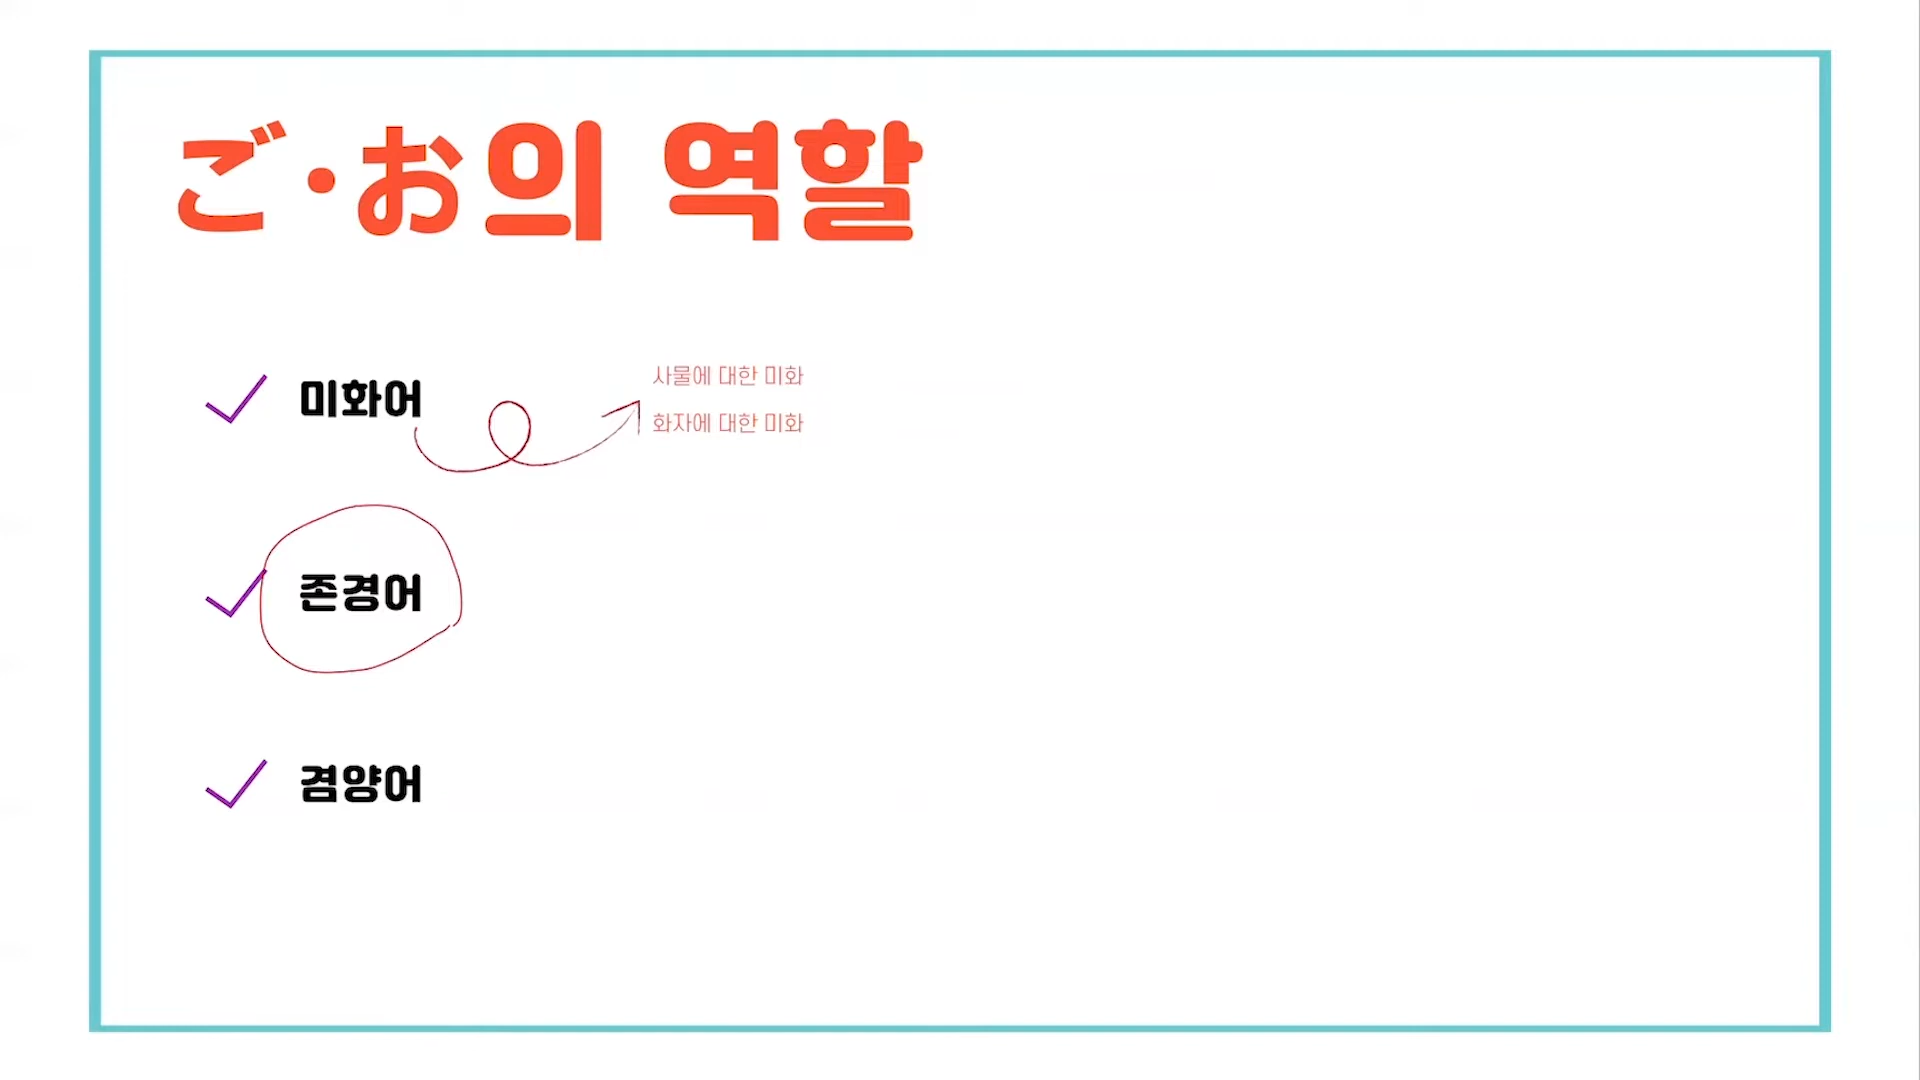 ご·お의 역할
미화어
사물에 대한 미화
화자에 대한 미화
존경어
겸양어